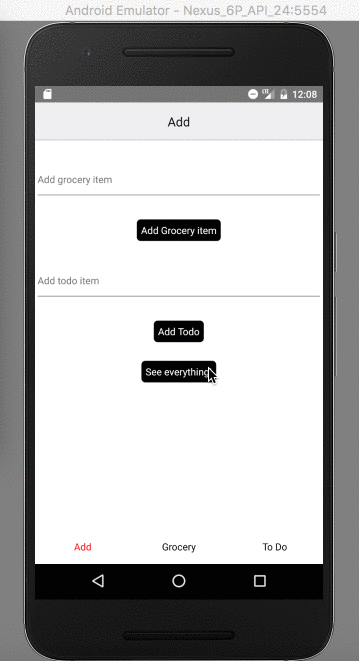 Android Emulator - Nexus_6P_API_24:5554
12:08
Add
Add grocery item
Add Grocery item
Add todo item
Add Todo
See everything
Add Grocery To Do